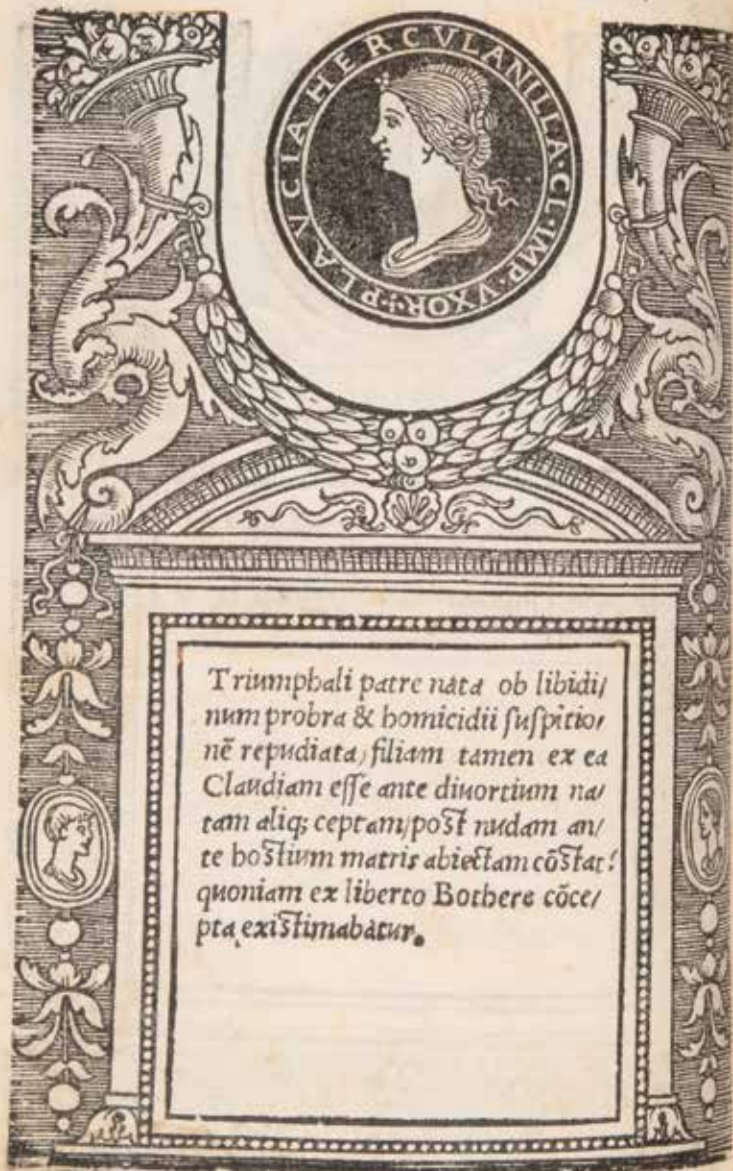 PLAVCIA HERCVLANILLA·CL·IMP·VXOR·
Triumphali patre nata ob libidi/
num probra & homicidii suspitio/
nē repudiata, filiam tamen ex ea
Claudiam esse ante diuortium na/
tam aliq; ceptam/post nudam an/
te hostium matris abiectam cōstat:
quoniam ex liberto Bothere cōce/
pta existimabatur.